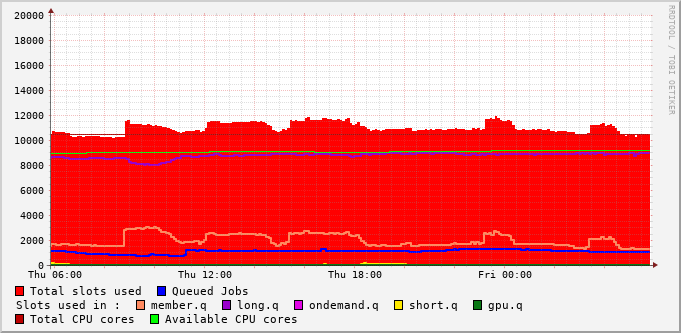 20000
18000
16000
14000
12000
10000
8000
6000
4000
2000
0
Thu 06:00 Thu 12:00 Thu 18:00 Fri 00:00
Total slots used Queued Jobs
Slots used in : member.q long.q ondemand.q short.q gpu.q
Total CPU cores Available CPU cores
RRDTOOL / TOBI OETIKER